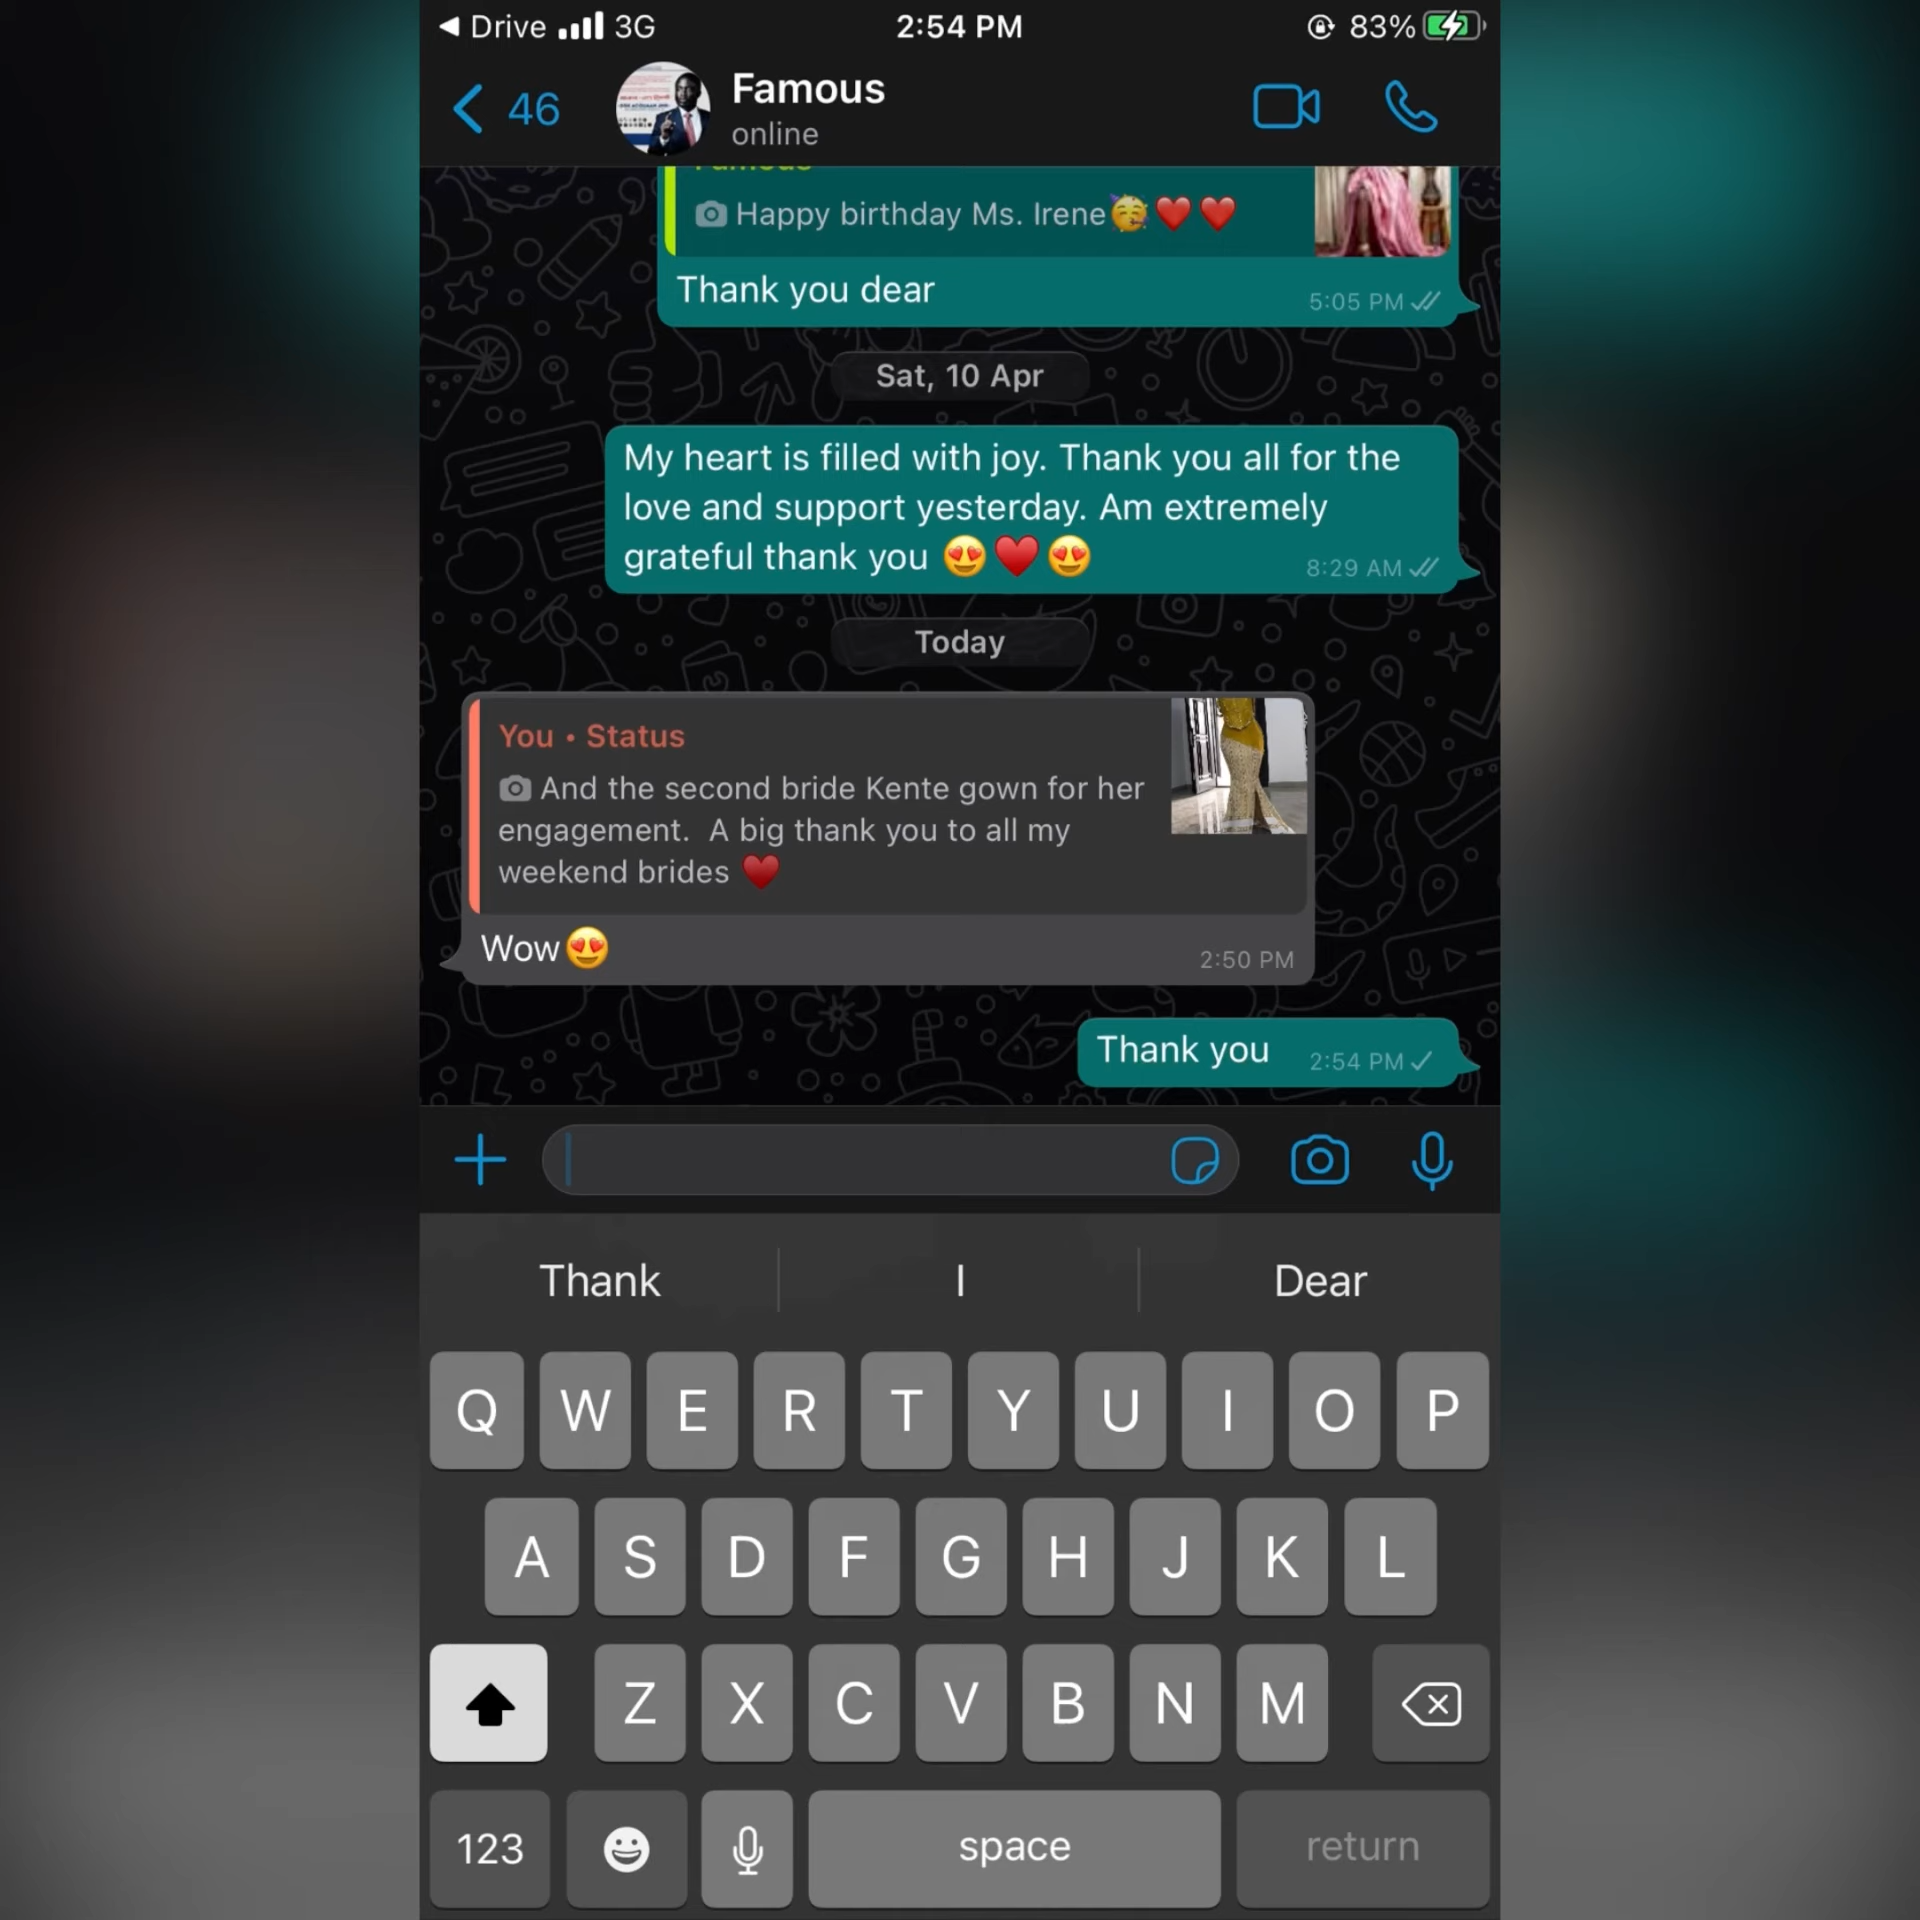 Drive 3G 2:54 PM 83%
46 Famous
online
Famous
Happy birthday Ms. Irene🥳❤️❤️
Thank you dear
5:05 PM
Sat, 10 Apr
My heart is filled with joy. Thank you all for the
love and support yesterday. Am extremely
grateful thank you 😍❤️😍
8:29 AM
Today
You • Status
And the second bride Kente gown for her
engagement. A big thank you to all my
weekend brides ❤️
Wow😍
2:50 PM
Thank you 2:54 PM
Thank I Dear
Q W E R T Y U I O P
A S D F G H J K L
Z X C V B N M
123 space return